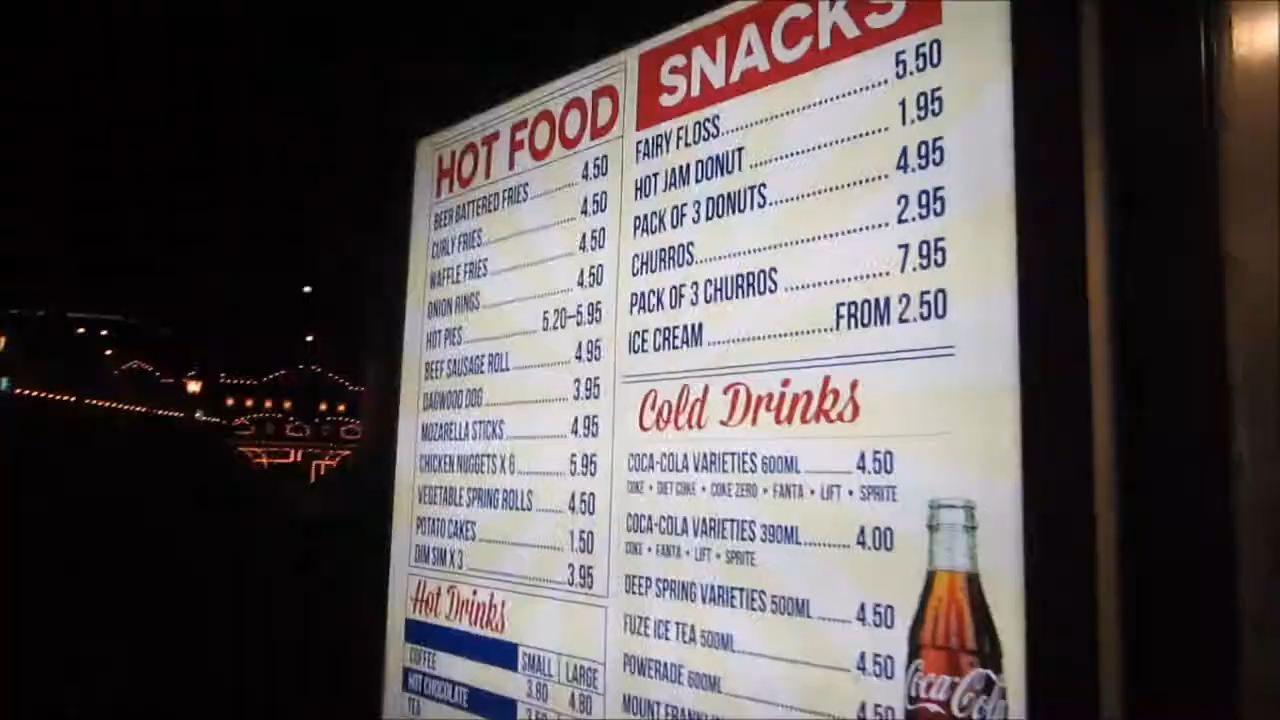 HOT FOOD
BEER BATTERED FRIES 4.50
CURLY FRIES 4.50
WAFFLE FRIES 4.50
ONION RINGS 4.50
HOT PIES 5.20–5.95
BEEF SAUSAGE ROLL 4.95
DAGWOOD DOG 3.95
MOZARELLA STICKS 4.95
CHICKEN NUGGETS X 6 5.95
VEGETABLE SPRING ROLLS 4.50
POTATO CAKES 1.50
DIM SIM X 3 3.95
Hot Drinks
SMALL LARGE
COFFEE 3.80 4.80
HOT CHOCOLATE
TEA
SNACKS
FAIRY FLOSS 5.50
HOT JAM DONUT 1.95
PACK OF 3 DONUTS 4.95
CHURROS 2.95
PACK OF 3 CHURROS 7.95
ICE CREAM FROM 2.50
Cold Drinks
COCA-COLA VARIETIES 600ML 4.50
COKE • DIET COKE • COKE ZERO • FANTA • LIFT • SPRITE
COCA-COLA VARIETIES 390ML 4.00
COKE • FANTA • LIFT • SPRITE
DEEP SPRING VARIETIES 500ML 4.50
FUZE ICE TEA 500ML 4.50
POWERADE 600ML 4.50
MOUNT
Coca-Cola